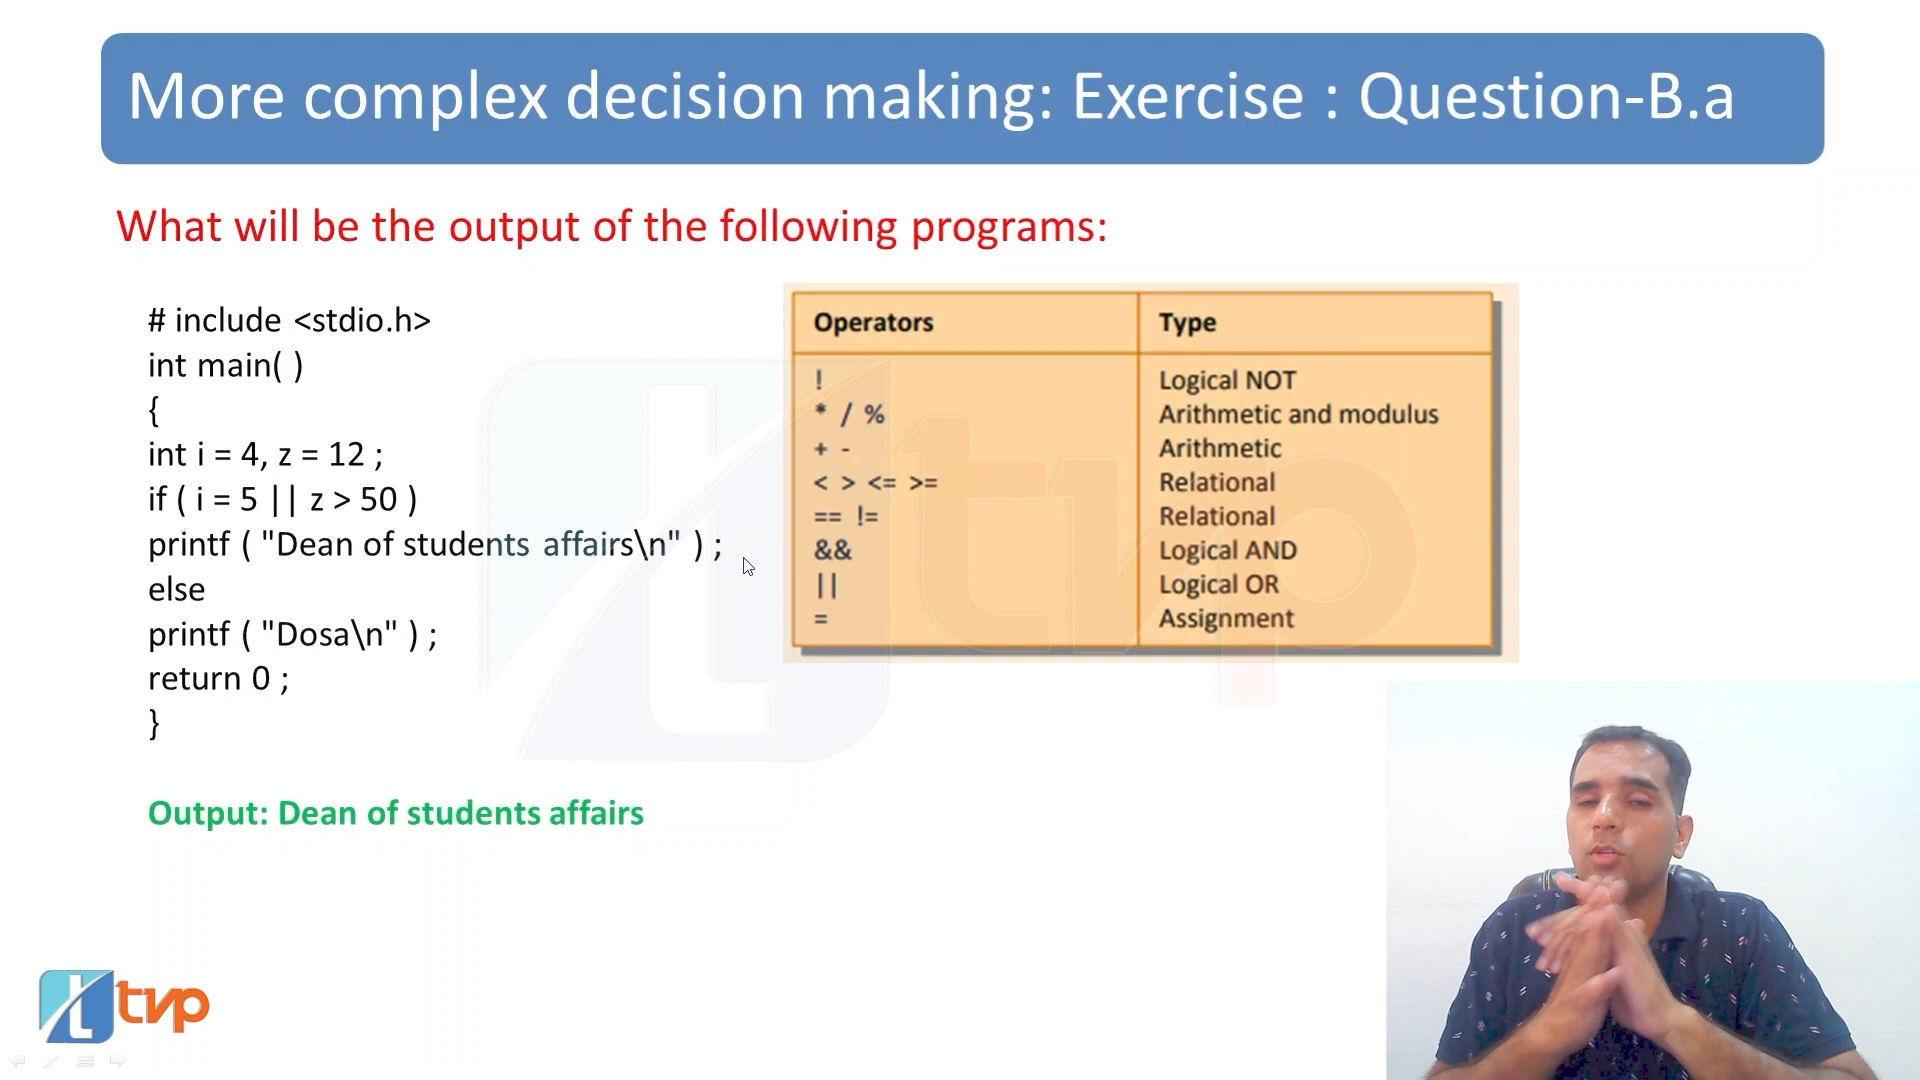 More complex decision making: Exercise : Question-B.a
What will be the output of the following programs:
# include <stdio.h>
int main( )
{
int i = 4, z = 12 ;
if ( i = 5 || z > 50 )
printf ( "Dean of students affairs\n" ) ;
else
printf ( "Dosa\n" ) ;
return 0 ;
}
Output: Dean of students affairs
Operators Type
! Logical NOT
* / % Arithmetic and modulus
+ - Arithmetic
< > <= >= Relational
== != Relational
&& Logical AND
|| Logical OR
= Assignment
tvp
t tvp